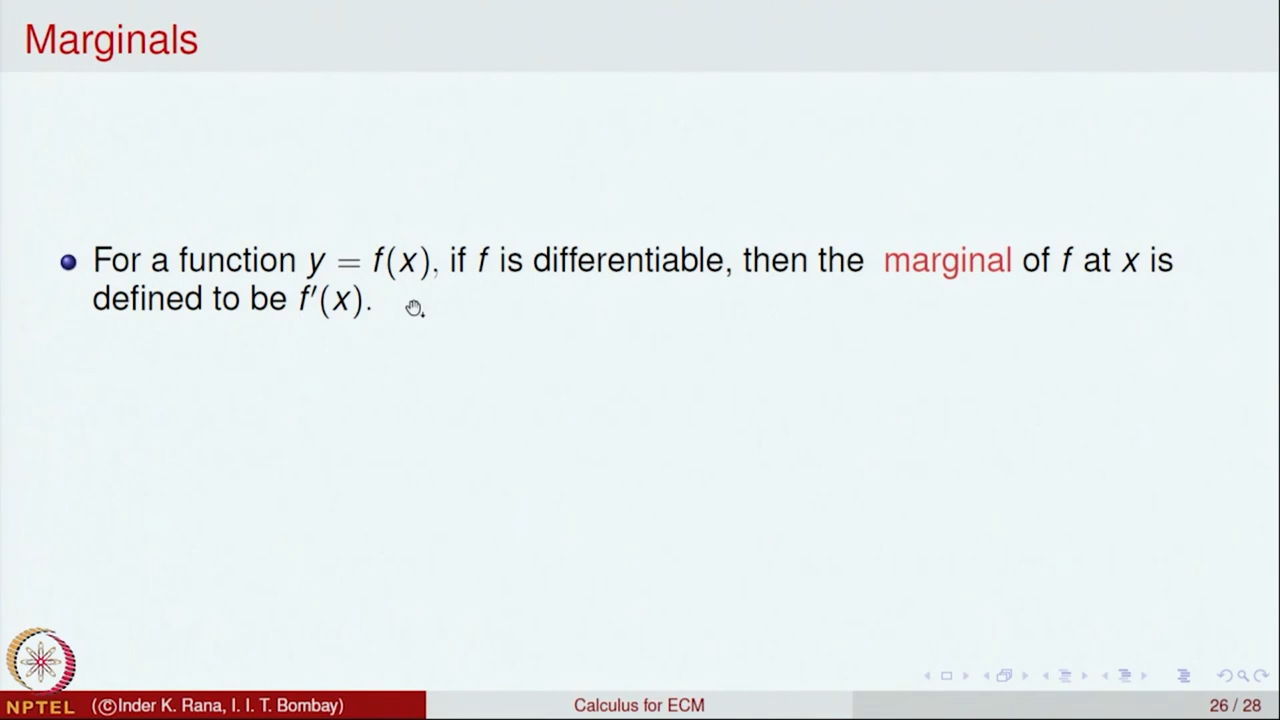 Marginals
For a function y = f(x), if f is differentiable, then the marginal of f at x is
defined to be f′(x).
NPTEL
(©Inder K. Rana, I. I. T. Bombay)
Calculus for ECM
26 / 28